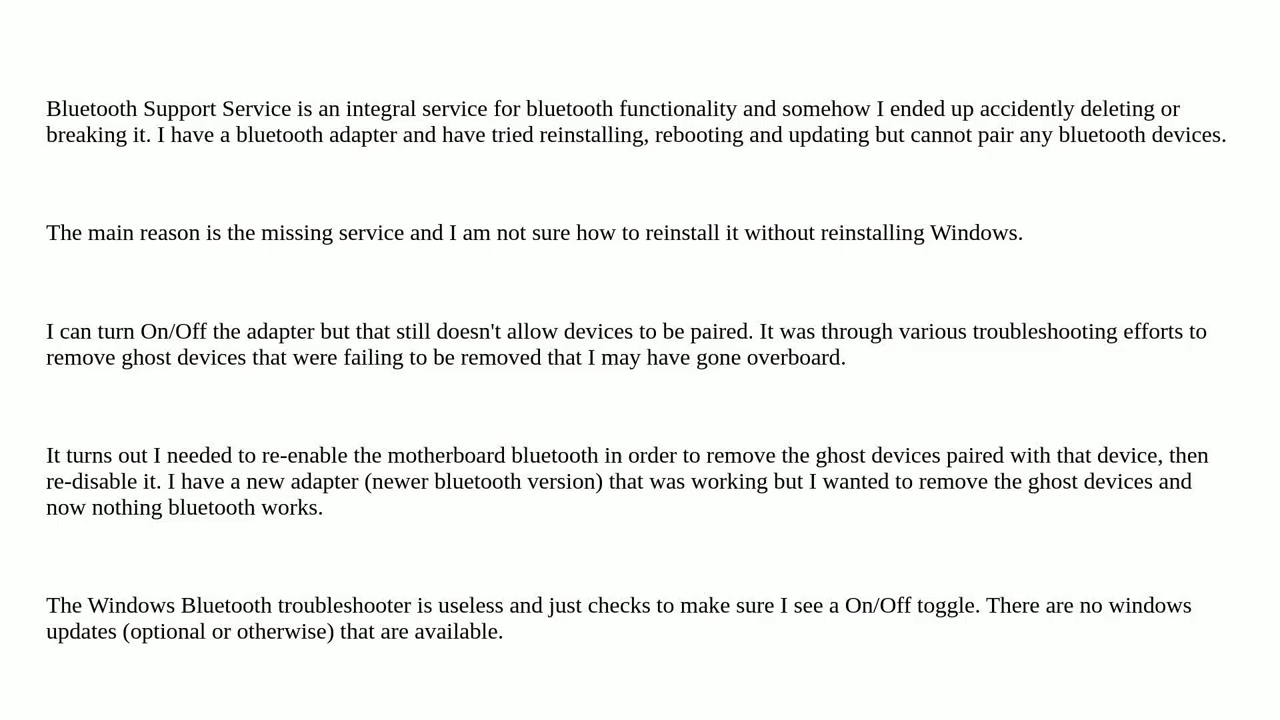 Bluetooth Support Service is an integral service for bluetooth functionality and somehow I ended up accidently deleting or
breaking it. I have a bluetooth adapter and have tried reinstalling, rebooting and updating but cannot pair any bluetooth devices.
The main reason is the missing service and I am not sure how to reinstall it without reinstalling Windows.
I can turn On/Off the adapter but that still doesn't allow devices to be paired. It was through various troubleshooting efforts to
remove ghost devices that were failing to be removed that I may have gone overboard.
It turns out I needed to re-enable the motherboard bluetooth in order to remove the ghost devices paired with that device, then
re-disable it. I have a new adapter (newer bluetooth version) that was working but I wanted to remove the ghost devices and
now nothing bluetooth works.
The Windows Bluetooth troubleshooter is useless and just checks to make sure I see a On/Off toggle. There are no windows
updates (optional or otherwise) that are available.